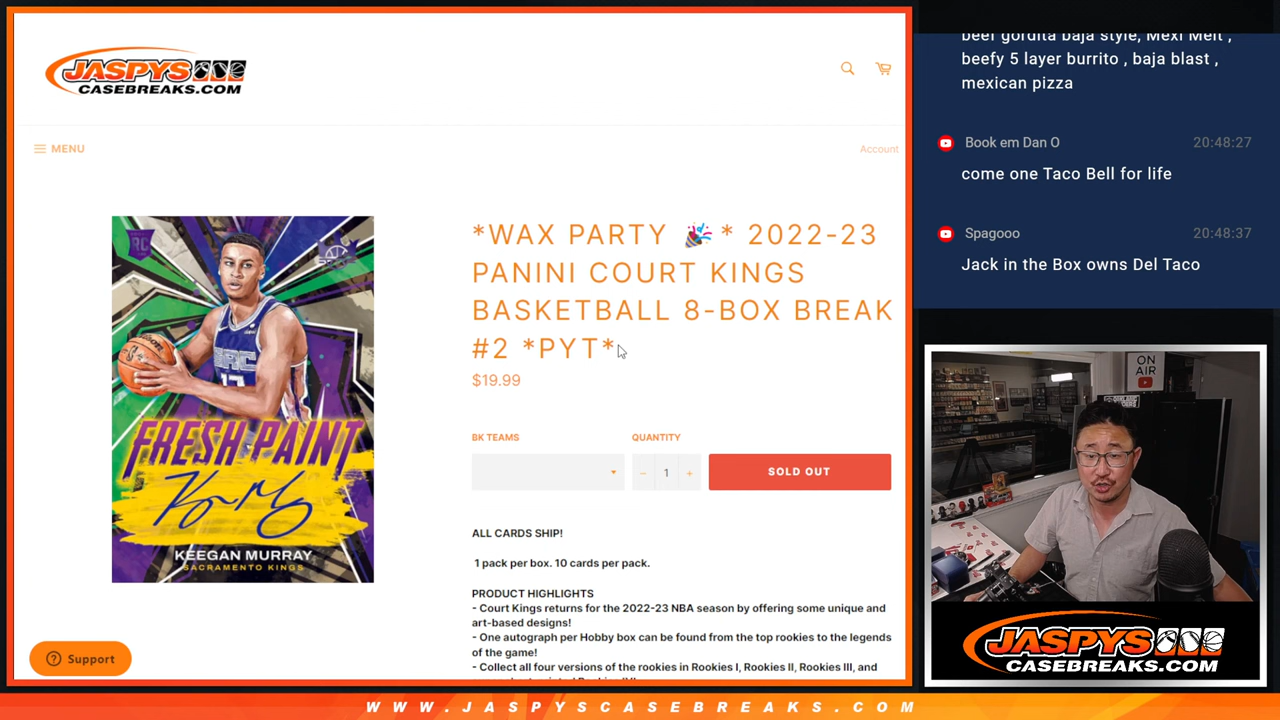 JASPYS
CASEBREAKS.COM
MENU
Account
RC
FRESH PAINT
KEEGAN MURRAY
SACRAMENTO KINGS
*WAX PARTY 🎉* 2022-23
PANINI COURT KINGS
BASKETBALL 8-BOX BREAK
#2 *PYT*
$19.99
BK TEAMS
QUANTITY
1
SOLD OUT
ALL CARDS SHIP!
1 pack per box. 10 cards per pack.
PRODUCT HIGHLIGHTS
- Court Kings returns for the 2022-23 NBA season by offering some unique and
art-based designs!
- One autograph per Hobby box can be found from the top rookies to the legends
of the game!
- Collect all four versions of the rookies in Rookies I, Rookies II, Rookies III, and
Support
beef gordita baja style, Mexi Melt ,
beefy 5 layer burrito , baja blast ,
mexican pizza
Book em Dan O 20:48:27
come one Taco Bell for life
Spagooo 20:48:37
Jack in the Box owns Del Taco
ON
AIR
JASPYS
CASEBREAKS.COM
WWW.JASPYSCASEBREAKS.COM